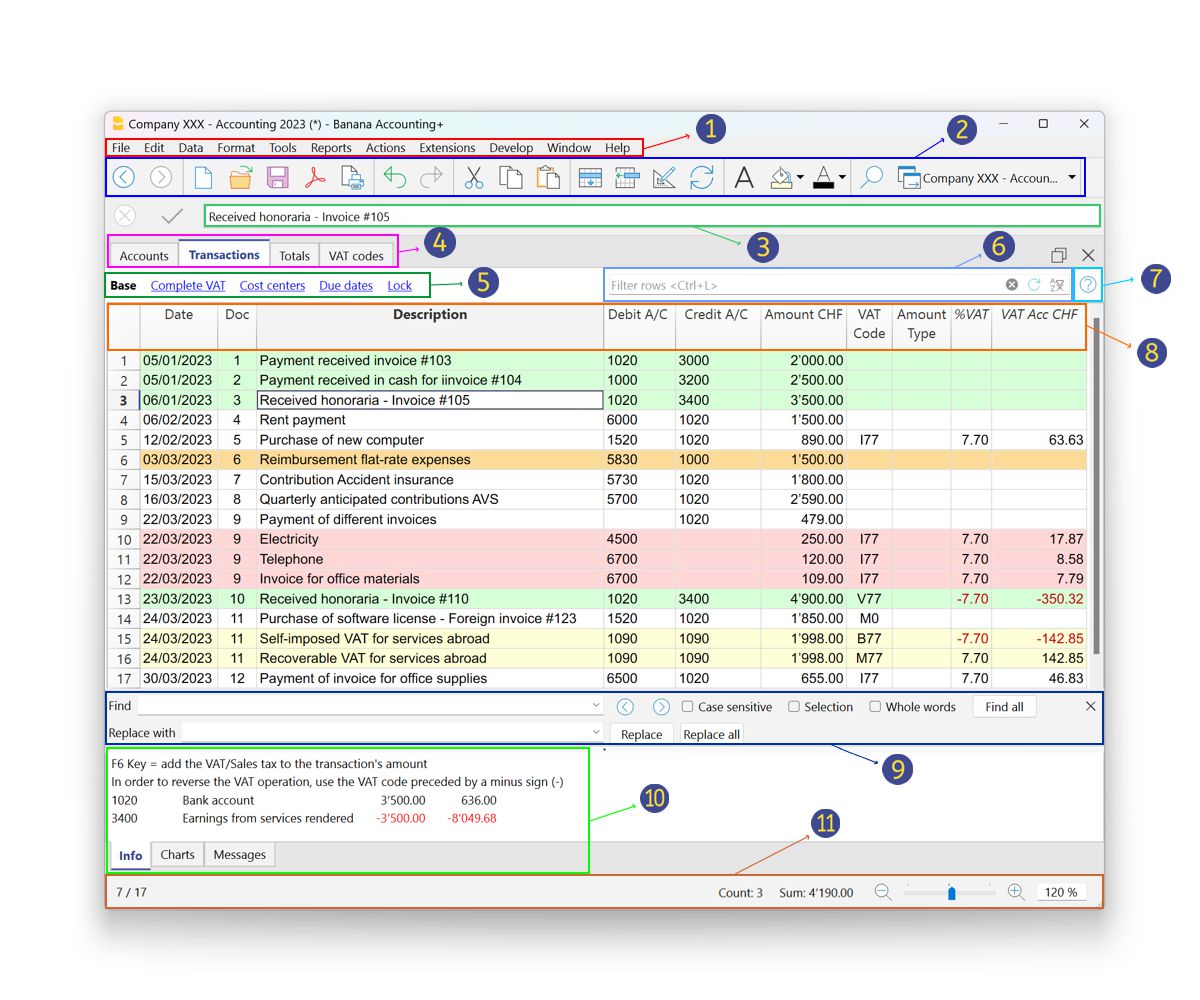 Company XXX - Accounting 2023 (*) - Banana Accounting+
1
2
File Edit Data Format Tools Reports Actions Extensions Develop Window Help
Company XXX - Accoun...
Received honoraria - Invoice #105
3
4
Accounts Transactions Totals VAT codes
6
5
7
Base Complete VAT Cost centers Due dates Lock
Filter rows <Ctrl+L>
Date Doc Description Debit A/C Credit A/C Amount CHF VAT Code Amount Type %VAT VAT Acc CHF
8
1 05/01/2023 1 Payment received invoice #103 1020 3000 2’000.00
2 05/01/2023 2 Payment received in cash for iinvoice #104 1000 3200 2’500.00
3 06/01/2023 3 Received honoraria - Invoice #105 1020 3400 3’500.00
4 06/02/2023 4 Rent payment 6000 1020 1’500.00
5 12/02/2023 5 Purchase of new computer 1520 1020 890.00 I77 7.70 63.63
6 03/03/2023 6 Reimbursement flat-rate expenses 5830 1000 1’500.00
7 15/03/2023 7 Contribution Accident insurance 5730 1020 1’800.00
8 16/03/2023 8 Quarterly anticipated contributions AVS 5700 1020 2’590.00
9 22/03/2023 9 Payment of different invoices 1020 479.00
10 22/03/2023 9 Electricity 4500 250.00 I77 7.70 17.87
11 22/03/2023 9 Telephone 6700 120.00 I77 7.70 8.58
12 22/03/2023 9 Invoice for office materials 6700 109.00 I77 7.70 7.79
13 23/03/2023 10 Received honoraria - Invoice #110 1020 3400 4’900.00 V77 -7.70 -350.32
14 24/03/2023 11 Purchase of software license - Foreign invoice #123 1520 1020 1’850.00 M0
15 24/03/2023 11 Self-imposed VAT for services abroad 1090 1090 1’998.00 B77 -7.70 -142.85
16 24/03/2023 11 Recoverable VAT for services abroad 1090 1090 1’998.00 M77 7.70 142.85
17 30/03/2023 12 Payment of invoice for office supplies 6500 1020 655.00 I77 7.70 46.83
Find Case sensitive Selection Whole words Find all
Replace with Replace Replace all
9
F6 Key = add the VAT/Sales tax to the transaction's amount
In order to reverse the VAT operation, use the VAT code preceded by a minus sign (-)
1020 Bank account 3’500.00 636.00
3400 Earnings from services rendered -3’500.00 -8’049.68
10
11
Info Charts Messages
7 / 17 Count: 3 Sum: 4’190.00 120 %